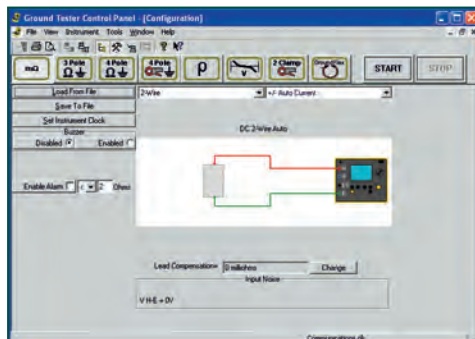 Ground Tester Control Panel - [Configuration]
File View Instrument Tools Window Help
mΩ
3 Pole
Ω
4 Pole
Ω
4 Pole
ρ
V
2 Clamp
START
STOP
Load From File
2-Wire
+/- Auto Current
Save To File
Set Instrument Clock
Buzzer
Disabled Enabled
DC 2-Wire Auto
Enable Alarm < 2 Ohms
Lead Compensation= 0 milliohms Change
Input Noise
V H-E = 0V